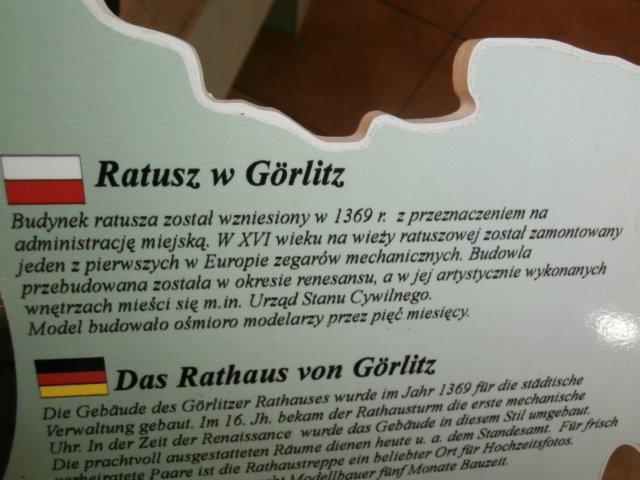 Ratusz w Görlitz
Budynek ratusza został wzniesiony w 1369 r. z przeznaczeniem na
administrację miejską. W XVI wieku na wieży ratuszowej został zamontowany
jeden z pierwszych w Europie zegarów mechanicznych. Budowla
przebudowana została w okresie renesansu, a w jej artystycznie wykonanych
wnętrzach mieści się m.in. Urząd Stanu Cywilnego.
Model budowało ośmioro modelarzy przez pięć miesięcy.
Das Rathaus von Görlitz
Die Gebäude des Görlitzer Rathauses wurde im Jahr 1369 für die städtische
Verwaltung gebaut. Im 16. Jh. bekam der Rathausturm die erste mechanische
Uhr. In der Zeit der Renaissance wurde das Gebäude in diesem Stil umgebaut.
Die prachtvoll ausgestatteten Räume dienen heute u. a. dem Standesamt. Für frisch
verheiratete Paare ist die Rathaustreppe ein beliebter Ort für Hochzeitsfotos.
Modellbauer fünf Monate Bauzeit.